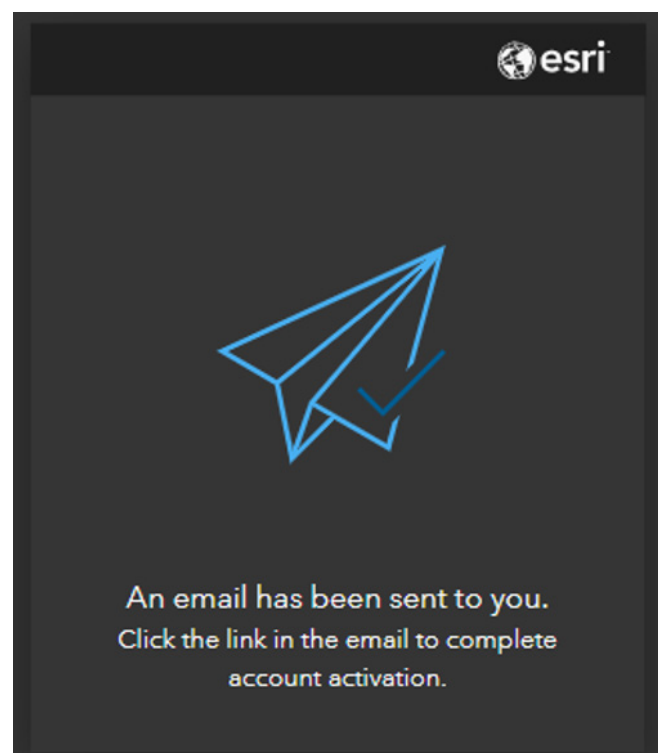 esri
An email has been sent to you.
Click the link in the email to complete
account activation.